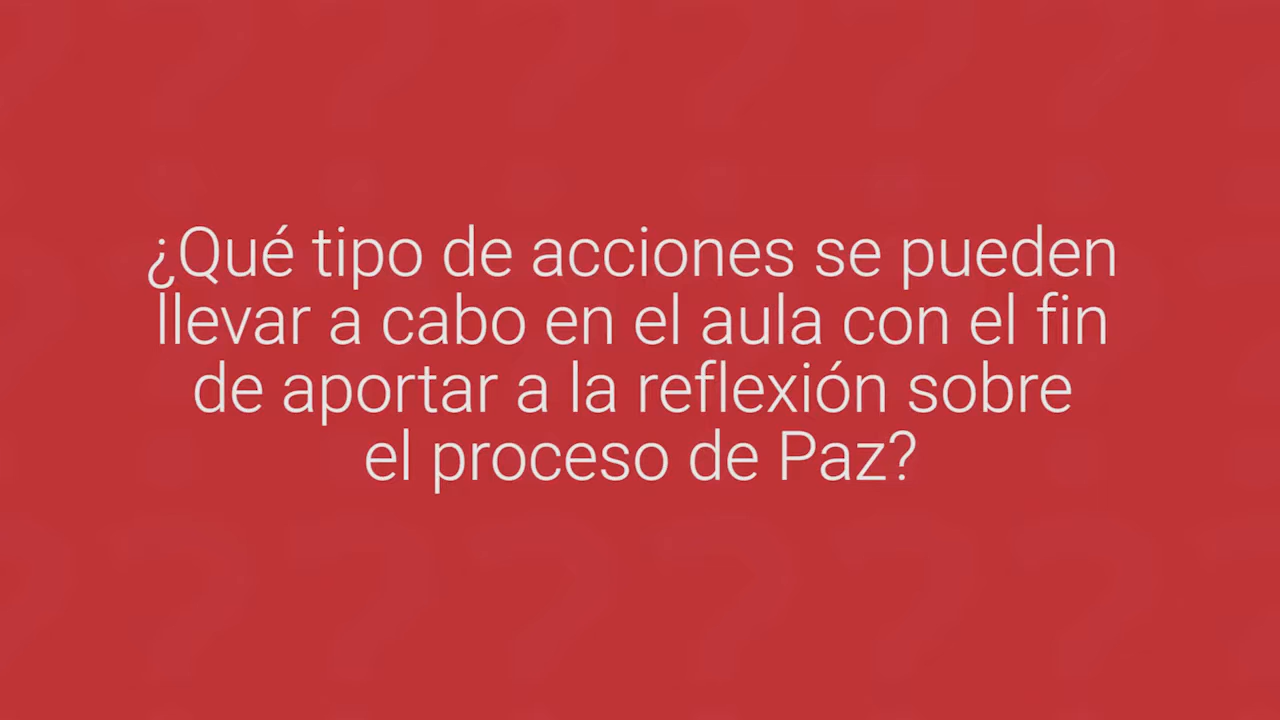 ¿Qué tipo de acciones se pueden
llevar a cabo en el aula con el fin
de aportar a la reflexión sobre
el proceso de Paz?